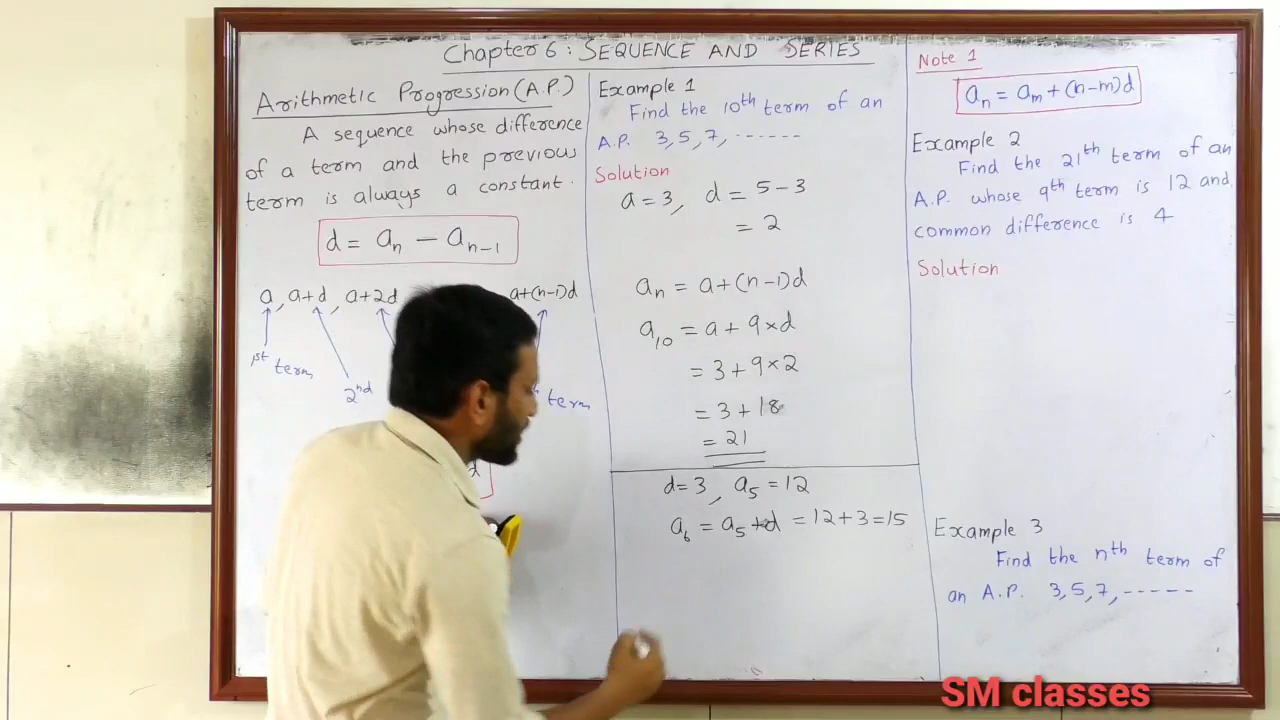 Chapter 6 : SEQUENCE AND SERIES
Arithmetic Progression (A.P.)
A sequence whose difference
of a term and the previous
term is always a constant.
d = aₙ − aₙ₋₁
a, a+d, a+2d a+(n-1)d
1st term
2nd
term
d
Example 1
Find the 10th term of an
A.P. 3, 5, 7, -------
Solution
a = 3, d = 5 - 3
= 2
aₙ = a + (n-1)d
a₁₀ = a + 9×d
= 3 + 9×2
= 3 + 18
= 21
d=3, a₅ = 12
a₆ = a₅ + d = 12+3 = 15
Note 1
aₙ = aₘ + (n-m)d
Example 2
Find the 21th term of an
A.P. whose 9th term is 12 and
common difference is 4
Solution
Example 3
Find the nth term of
an A.P. 3, 5, 7, ------
SM classes